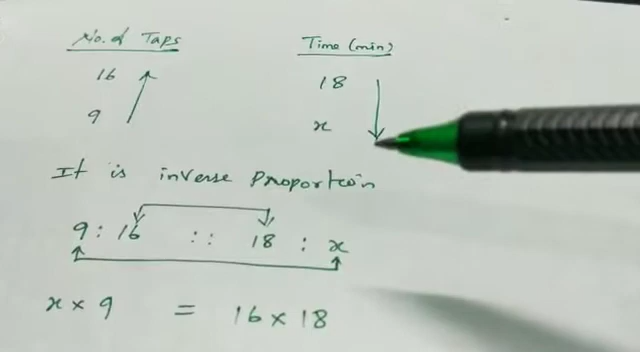 No. of Taps Time (min)
16 18
9 x
It is inverse proportion
9 : 16 :: 18 : x
x × 9 = 16 × 18